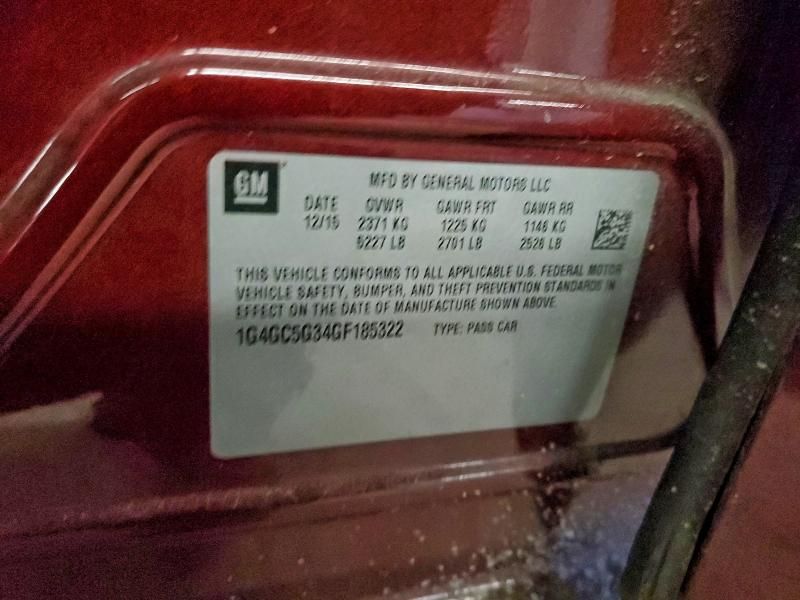 GM
MFD BY GENERAL MOTORS LLC
DATE GVWR GAWR FRT GAWR RR
12/15 2371 KG 1225 KG 1146 KG
5227 LB 2701 LB 2526 LB
THIS VEHICLE CONFORMS TO ALL APPLICABLE U.S. FEDERAL MOTOR
VEHICLE SAFETY, BUMPER, AND THEFT PREVENTION STANDARDS IN
EFFECT ON THE DATE OF MANUFACTURE SHOWN ABOVE.
1G4GC5G34GF185322 TYPE: PASS CAR